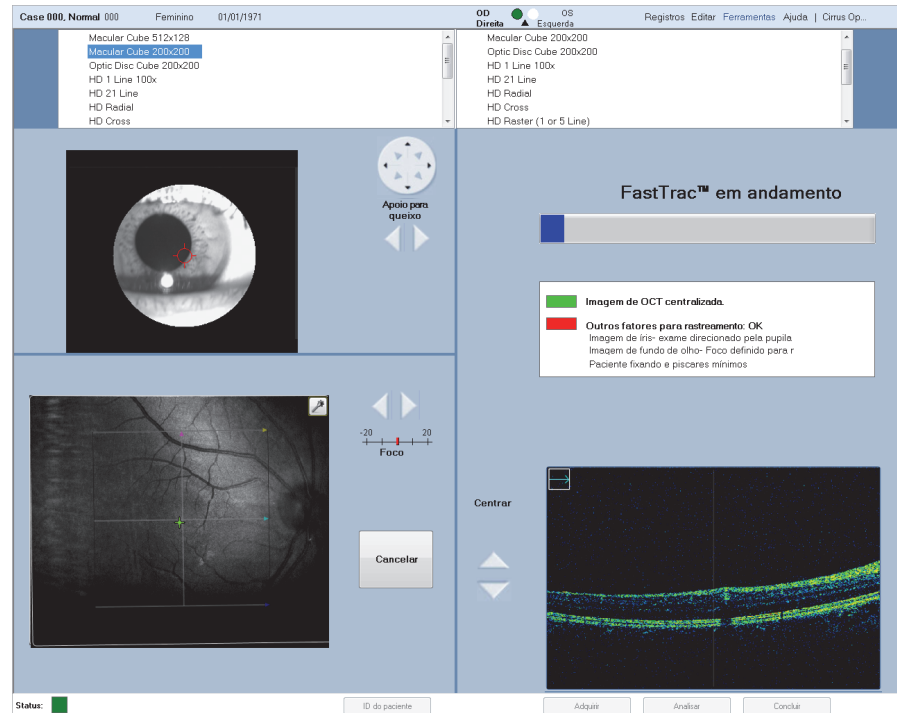 Case 000, Normal 000 Feminino 01/01/1971
OD OS
Direita Esquerda
Registros Editar Ferramentas Ajuda | Cirrus Op...
Macular Cube 512x128
Macular Cube 200x200
Optic Disc Cube 200x200
HD 1 Line 100x
HD 21 Line
HD Radial
HD Cross
Macular Cube 200x200
Optic Disc Cube 200x200
HD 1 Line 100x
HD 21 Line
HD Radial
HD Cross
HD Raster (1 or 5 Line)
Apoio para
queixo
FastTrac™ em andamento
Imagem de OCT centralizada.
Outros fatores para rastreamento: OK
Imagem de íris- exame direcionado pela pupila
Imagem de fundo de olho- Foco definido para r
Paciente fixando e piscares mínimos
-20 20
Foco
Cancelar
Centrar
Status:
ID do paciente
Adquirir
Analisar
Concluir